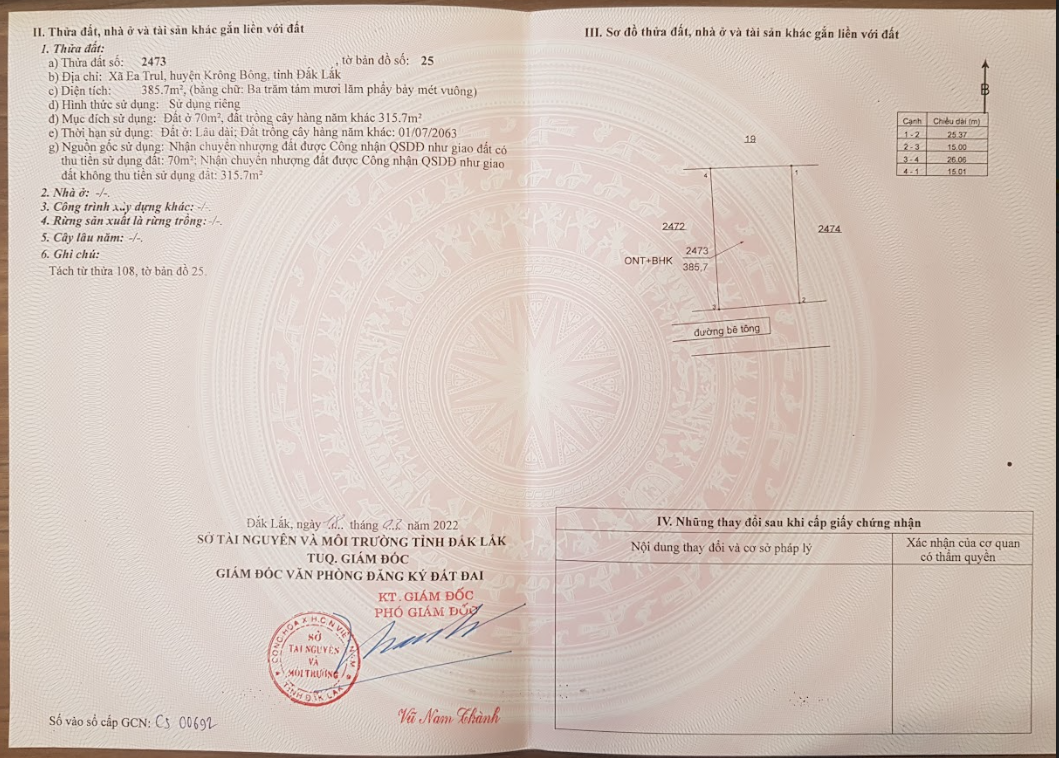 II. Thửa đất, nhà ở và tài sản khác gắn liền với đất
1. Thửa đất:
a) Thửa đất số: 2473 , tờ bản đồ số: 25
b) Địa chỉ: Xã Ea Trul, huyện Krông Bông, tỉnh Đắk Lắk
c) Diện tích: 385.7m², (bằng chữ: Ba trăm tám mươi lăm phẩy bảy mét vuông)
d) Hình thức sử dụng: Sử dụng riêng
đ) Mục đích sử dụng: Đất ở 70m², đất trồng cây hàng năm khác 315.7m²
e) Thời hạn sử dụng: Đất ở: Lâu dài; Đất trồng cây hàng năm khác: 01/07/2063
g) Nguồn gốc sử dụng: Nhận chuyển nhượng đất được Công nhận QSDĐ như giao đất có
thu tiền sử dụng đất: 70m²; Nhận chuyển nhượng đất được Công nhận QSDĐ như giao
đất không thu tiền sử dụng đất: 315.7m²
2. Nhà ở: -/-.
3. Công trình xây dựng khác: -/-.
4. Rừng sản xuất là rừng trồng: -/-.
5. Cây lâu năm: -/-.
6. Ghi chú:
Tách từ thửa 108, tờ bản đồ 25.
Đắk Lắk, ngày tháng năm 2022
SỞ TÀI NGUYÊN VÀ MÔI TRƯỜNG TỈNH ĐẮK LẮK
TUQ. GIÁM ĐỐC
GIÁM ĐỐC VĂN PHÒNG ĐĂNG KÝ ĐẤT ĐAI
KT. GIÁM ĐỐC
PHÓ GIÁM ĐỐC
CỘNG HÒA X.H.C.N VIỆT NAM
SỞ
TÀI NGUYÊN
VÀ
MÔI TRƯỜNG
TỈNH ĐẮK LẮK
Vũ Nam Thành
Số vào sổ cấp GCN: CS 00692
III. Sơ đồ thửa đất, nhà ở và tài sản khác gắn liền với đất
B
Cạnh Chiều dài (m)
1 - 2 25.37
2 - 3 15.00
3 - 4 26.06
4 - 1 15.01
19
4 1
2472 2474
2473
ONT+BHK
385,7
3 2
đường bê tông
IV. Những thay đổi sau khi cấp giấy chứng nhận
Nội dung thay đổi và cơ sở pháp lý
Xác nhận của cơ quan
có thẩm quyền